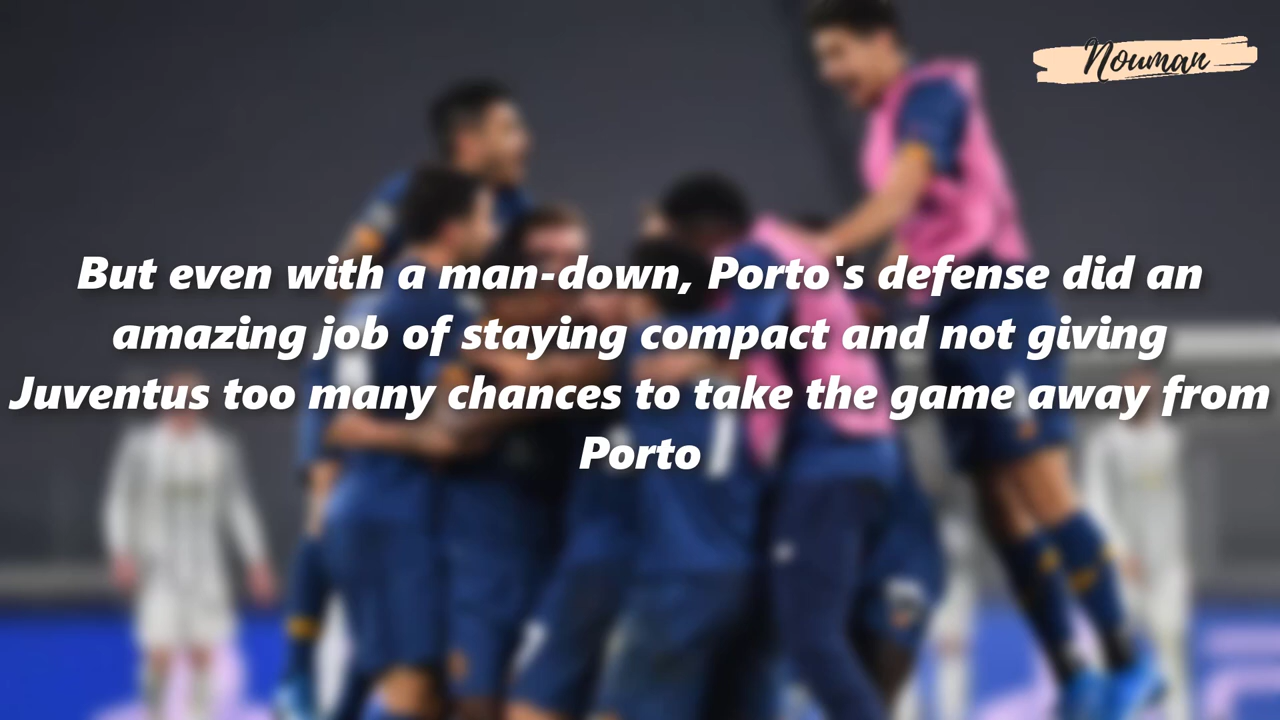 Nouman
But even with a man-down, Porto's defense did an
amazing job of staying compact and not giving
Juventus too many chances to take the game away from
Porto